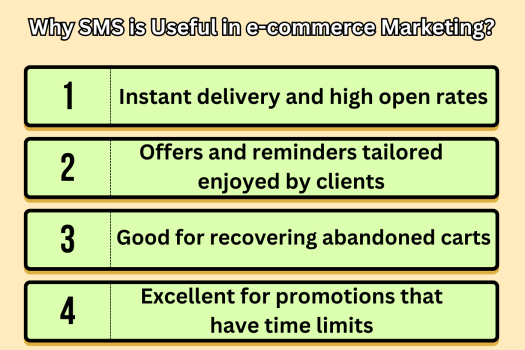 Why SMS is Useful in e-commerce Marketing?
1
Instant delivery and high open rates
2
Offers and reminders tailored
enjoyed by clients
3
Good for recovering abandoned carts
4
Excellent for promotions that
have time limits